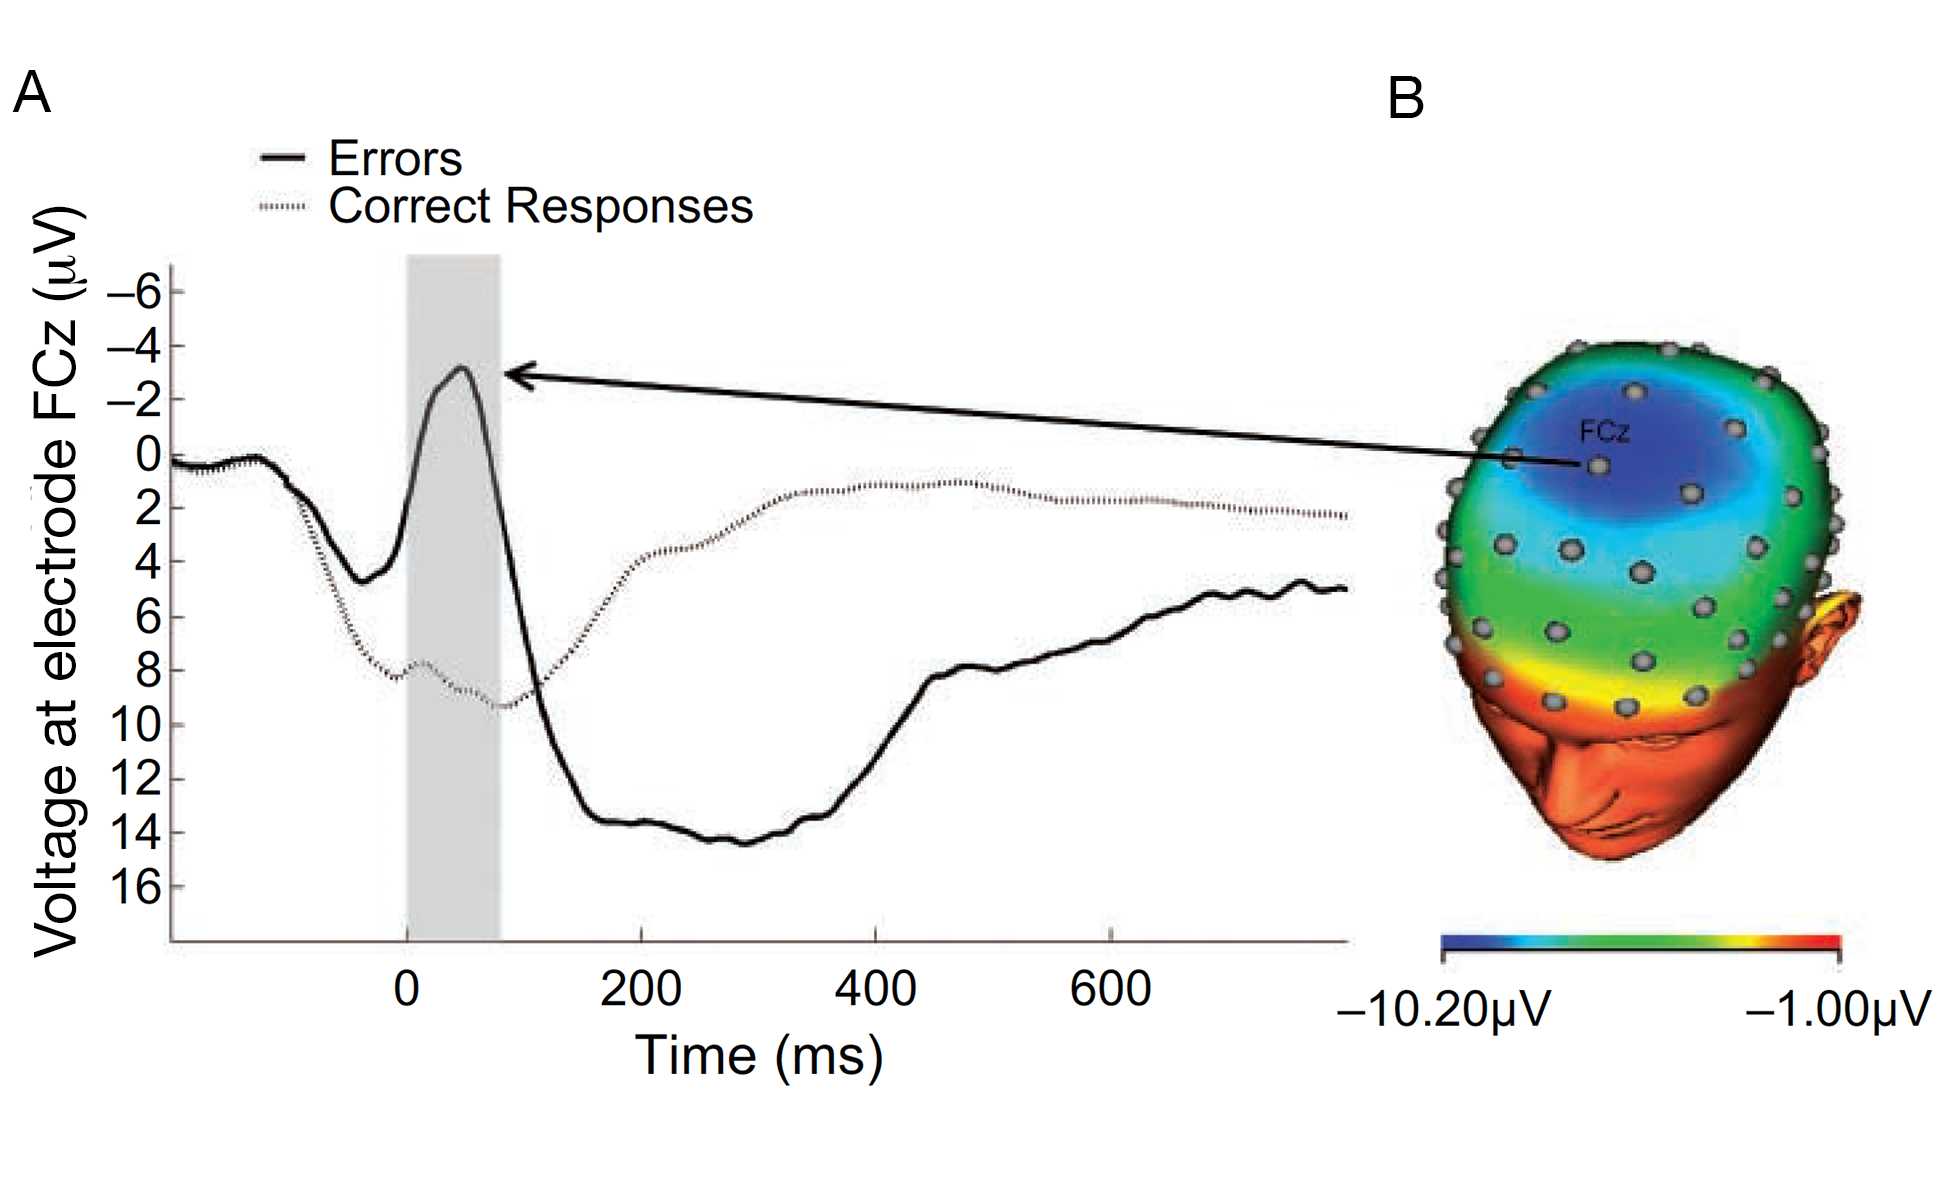 A
B
Errors
Correct Responses
Voltage at electrode FCz (µV)
–6
–4
–2
0
2
4
6
8
10
12
14
16
0
200
400
600
Time (ms)
FCz
–10.20µV
–1.00µV